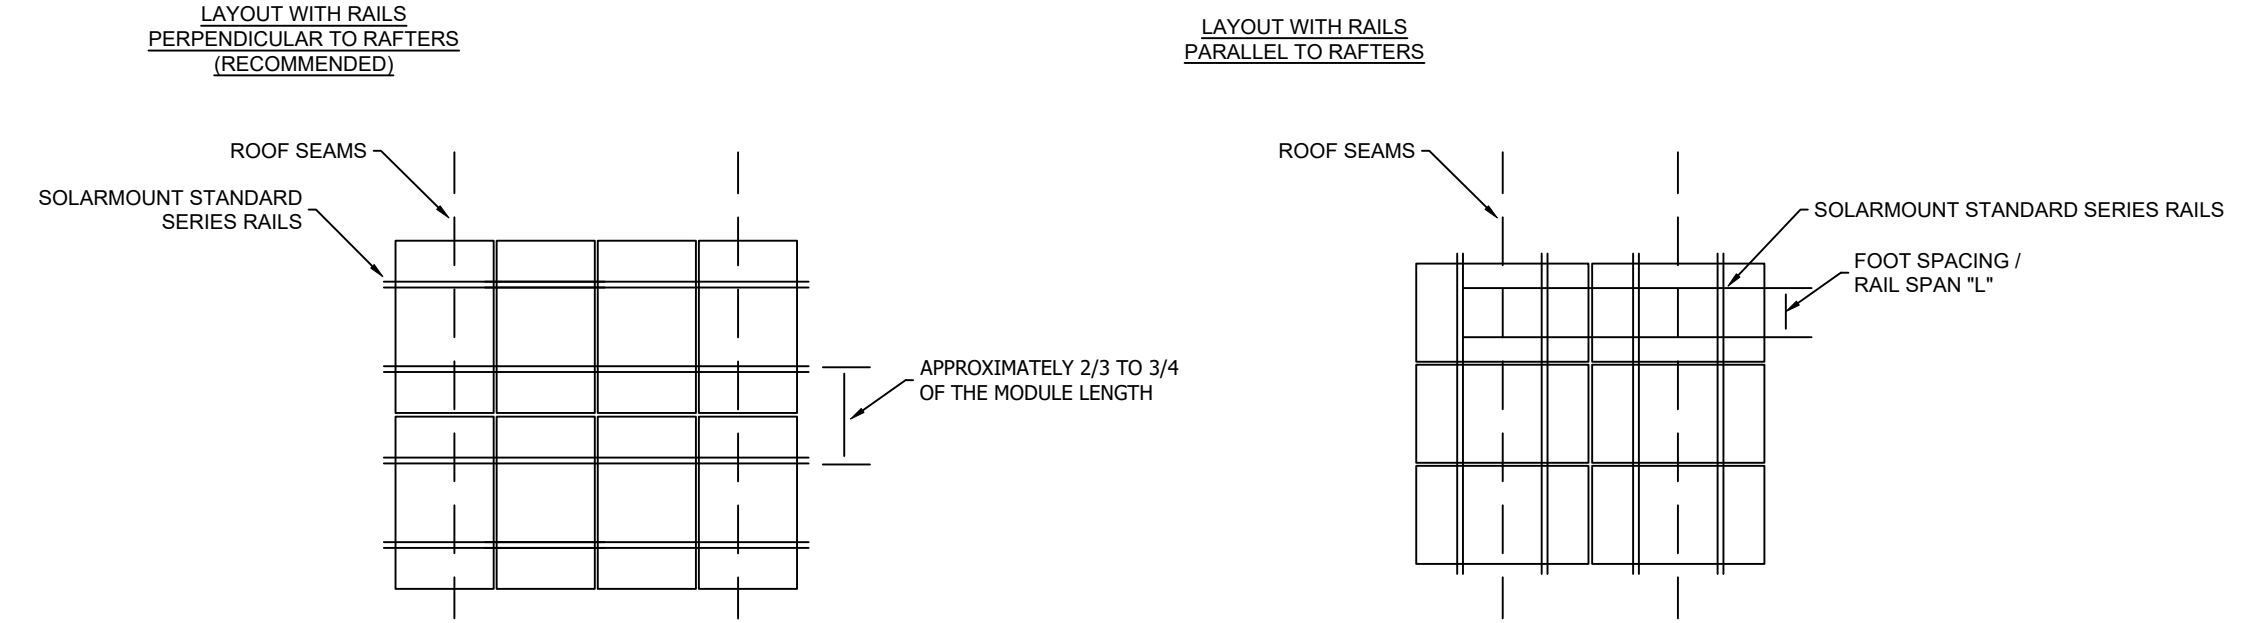 LAYOUT WITH RAILS
PERPENDICULAR TO RAFTERS
(RECOMMENDED)
ROOF SEAMS
SOLARMOUNT STANDARD
SERIES RAILS
APPROXIMATELY 2/3 TO 3/4
OF THE MODULE LENGTH
LAYOUT WITH RAILS
PARALLEL TO RAFTERS
ROOF SEAMS
SOLARMOUNT STANDARD SERIES RAILS
FOOT SPACING /
RAIL SPAN "L"